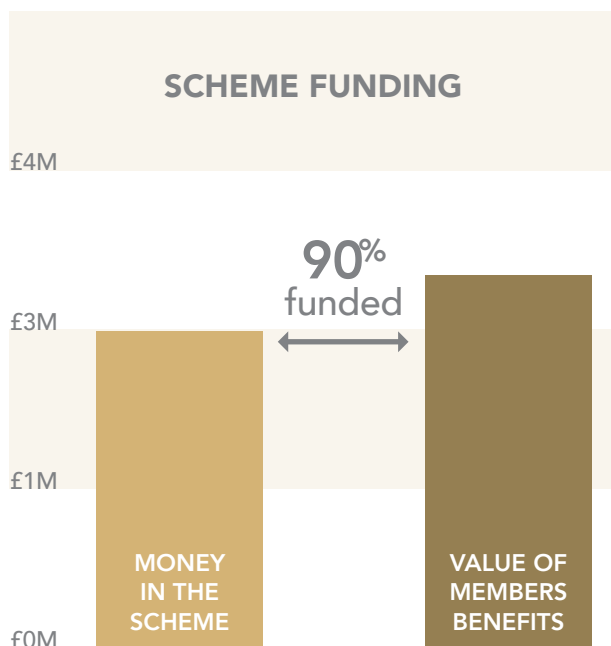 SCHEME FUNDING
£4M
90%
funded
£3M
£1M
MONEY
IN THE
SCHEME
VALUE OF
MEMBERS
BENEFITS
£0M